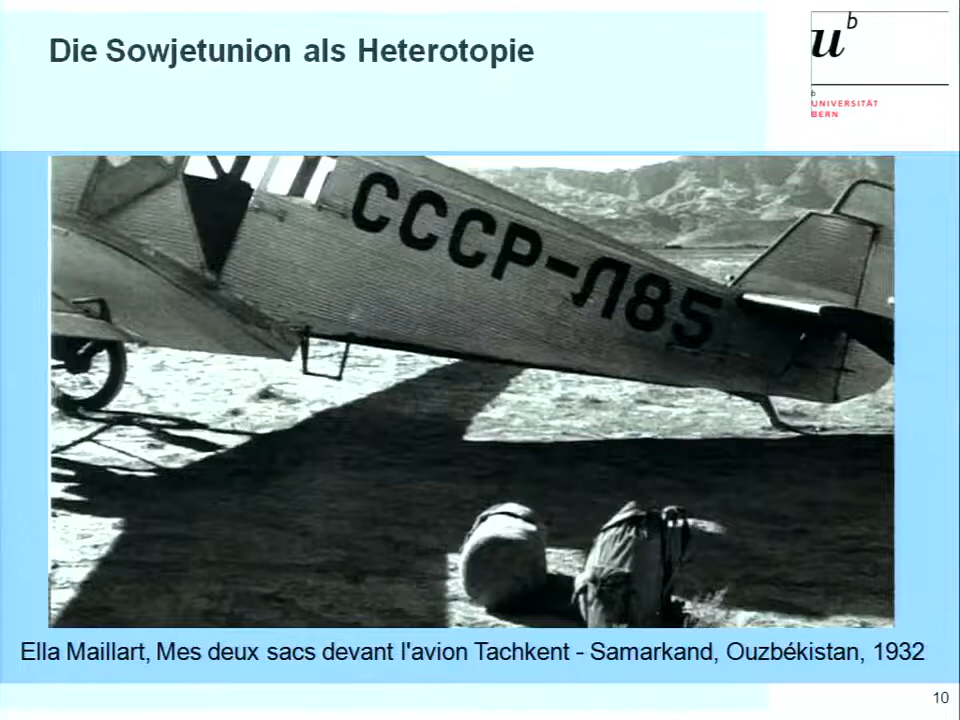 Die Sowjetunion als Heterotopie
u b
b
UNIVERSITÄT
BERN
СССР-Л85
Ella Maillart, Mes deux sacs devant l'avion Tachkent - Samarkand, Ouzbékistan, 1932
10